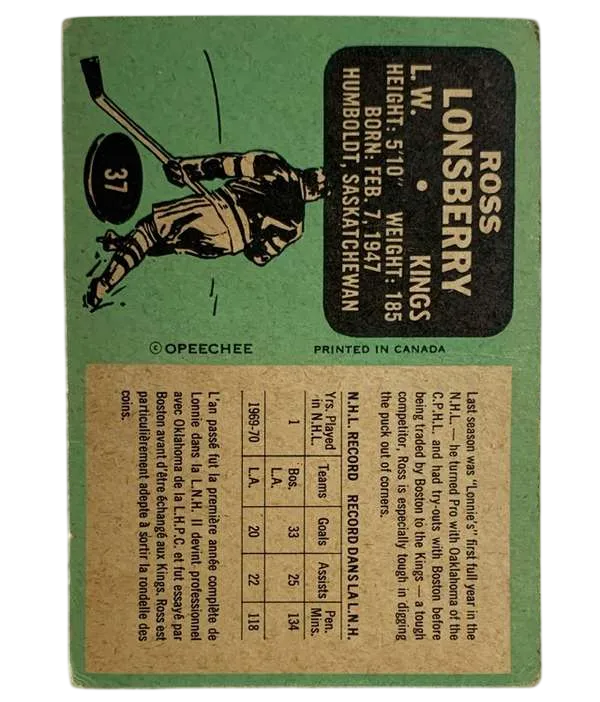 ROSS
LONSBERRY
L.W. • KINGS
HEIGHT: 5'10" WEIGHT: 185
BORN: FEB. 7, 1947
HUMBOLDT, SASKATCHEWAN
37
© OPEECHEE
PRINTED IN CANADA
Last season was "Lonnie's" first full year in the
N.H.L. — he turned Pro with Oaklahoma of the
C.P.H.L. and had try-outs with Boston before
being traded by Boston to the Kings — a tough
competitor, Ross is especially tough in digging
the puck out of corners.
N.H.L. RECORD RECORD DANS LA L.N.H.
Yrs. Played in N.H.L. Teams Goals Assists Pen. Mins.
1 Bos. L.A. 33 25 134
1969-70 L.A. 20 22 118
L'an passé fut la première année complète de
Lonnie dans la L.N.H. Il devint professionnel
avec Oklahoma de la L.H.P.C. et fut essayé par
Boston avant d'être échangé aux Kings. Ross est
particulièrement adepte à sortir la rondelle des
coins.